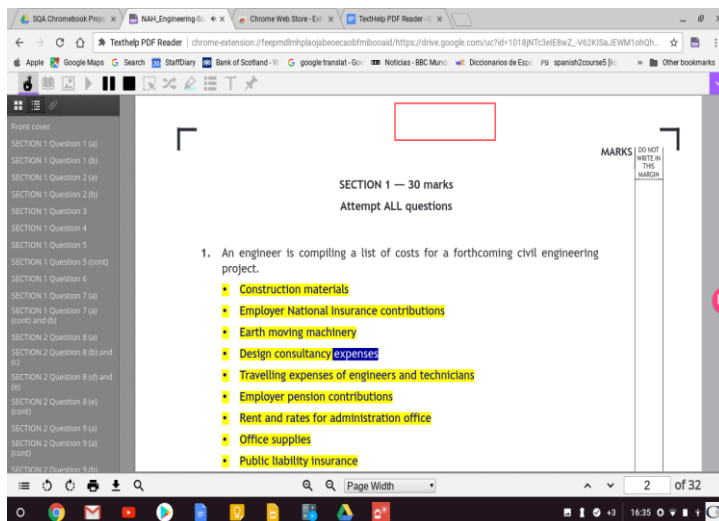 SQA Chromebook Proje
NAH_Engineering-Sc
Chrome Web Store - Ext
TextHelp PDF Reader - C
Texthelp PDF Reader | chrome-extension://feepmdlmhplaojabeoecaobfmibooaid/https://drive.google.com/uc?id=1018jNTc3elE8wZ_-V62KISaJEWM1ohQh...
Apple Google Maps Search StaffDiary Bank of Scotland - W google translat - Goo Noticias - BBC Mund Diccionarios de Espa spanish2course5 [lic » Other bookmarks
Front cover
SECTION 1 Question 1 (a)
SECTION 1 Question 1 (b)
SECTION 1 Question 2 (a)
SECTION 1 Question 2 (b)
SECTION 1 Question 3
SECTION 1 Question 4
SECTION 1 Question 5
SECTION 1 Question 5 (cont)
SECTION 1 Question 6
SECTION 1 Question 7 (a)
SECTION 1 Question 7 (a)
(cont) and (b)
SECTION 2 Question 8 (a)
SECTION 2 Question 8 (b) and
(c)
SECTION 2 Question 8 (d) and
(e)
SECTION 2 Question 8 (e)
(cont)
SECTION 2 Question 9 (a)
SECTION 2 Question 9 (a)
(cont)
SECTION 2 Question 9 (b)
MARKS
DO NOT
WRITE IN
THIS
MARGIN
SECTION 1 — 30 marks
Attempt ALL questions
1. An engineer is compiling a list of costs for a forthcoming civil engineering
project.
• Construction materials
• Employer National Insurance contributions
• Earth moving machinery
• Design consultancy expenses
• Travelling expenses of engineers and technicians
• Employer pension contributions
• Rent and rates for administration office
• Office supplies
• Public liability insurance
Page Width
2 of 32
+3 16:35